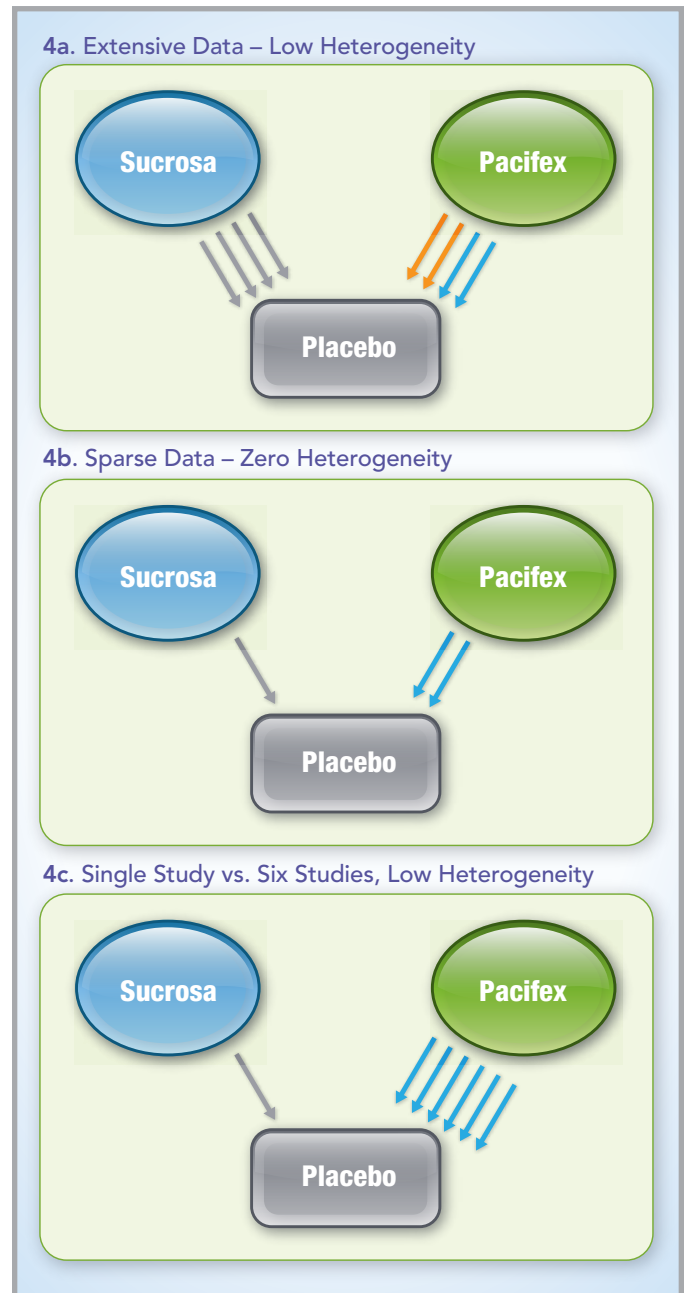 4a. Extensive Data – Low Heterogeneity
Sucrosa
Pacifex
Placebo
4b. Sparse Data – Zero Heterogeneity
Sucrosa
Pacifex
Placebo
4c. Single Study vs. Six Studies, Low Heterogeneity
Sucrosa
Pacifex
Placebo